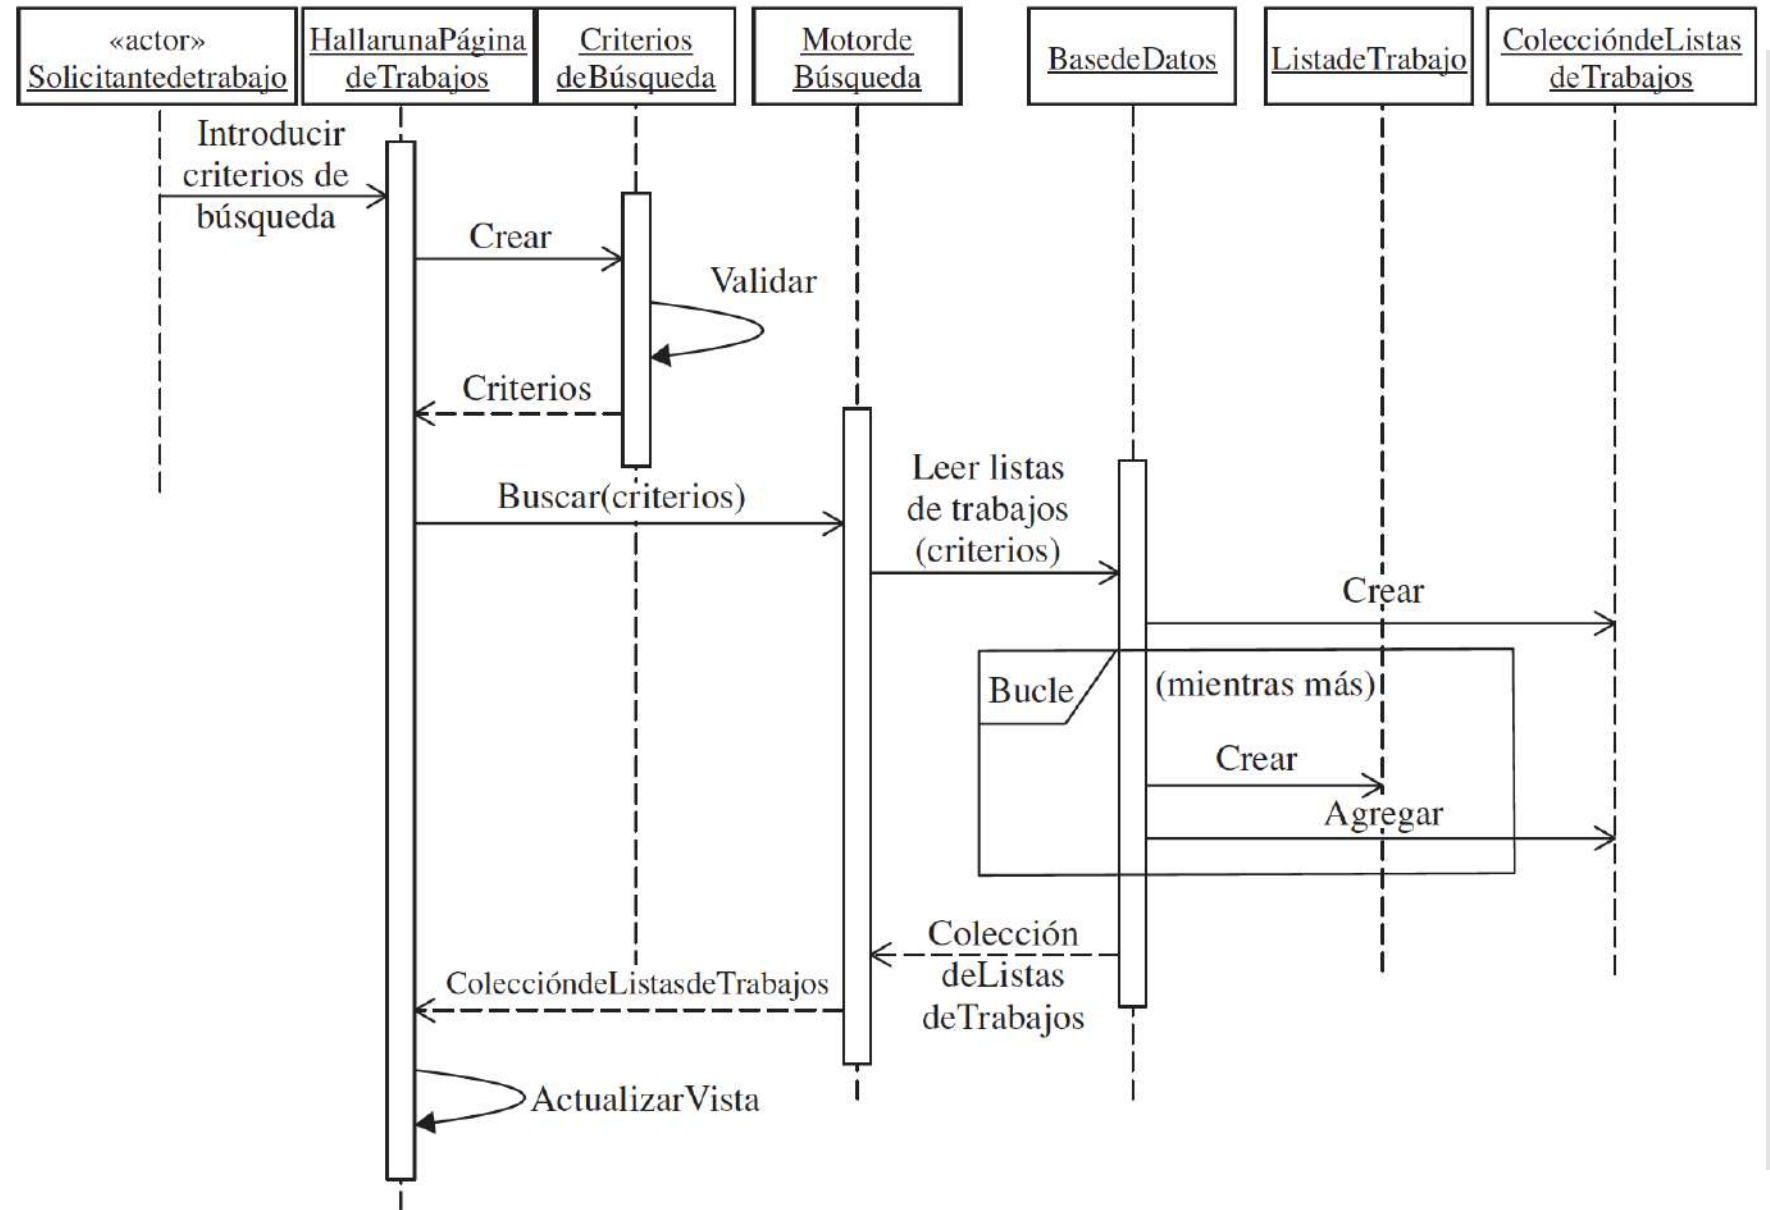 «actor»
Solicitantedetrabajo
HallarunaPágina
deTrabajos
Criterios
deBúsqueda
Motorde
Búsqueda
BasedeDatos
ListadeTrabajo
ColeccióndeListas
deTrabajos
Introducir
criterios de
búsqueda
Crear
Validar
Criterios
Buscar(criterios)
Leer listas
de trabajos
(criterios)
Crear
Bucle
(mientras más)
Crear
Agregar
Colección
deListas
deTrabajos
ColeccióndeListasdeTrabajos
ActualizarVista